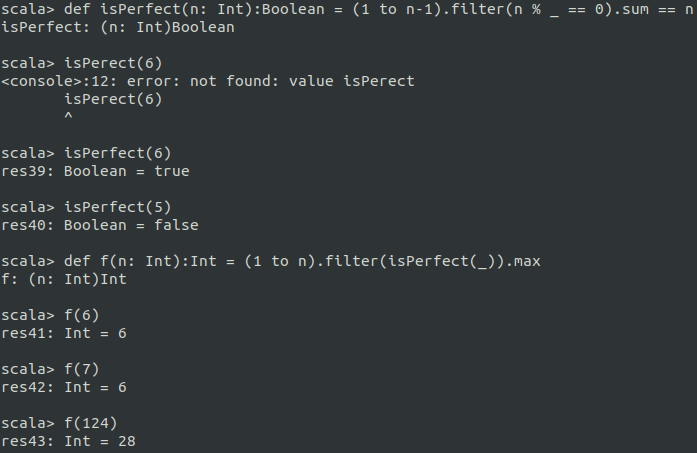 scala> def isPerfect(n: Int):Boolean = (1 to n-1).filter(n % _ == 0).sum == n
isPerfect: (n: Int)Boolean
scala> isPerect(6)
<console>:12: error: not found: value isPerect
isPerect(6)
^
scala> isPerfect(6)
res39: Boolean = true
scala> isPerfect(5)
res40: Boolean = false
scala> def f(n: Int):Int = (1 to n).filter(isPerfect(_)).max
f: (n: Int)Int
scala> f(6)
res41: Int = 6
scala> f(7)
res42: Int = 6
scala> f(124)
res43: Int = 28